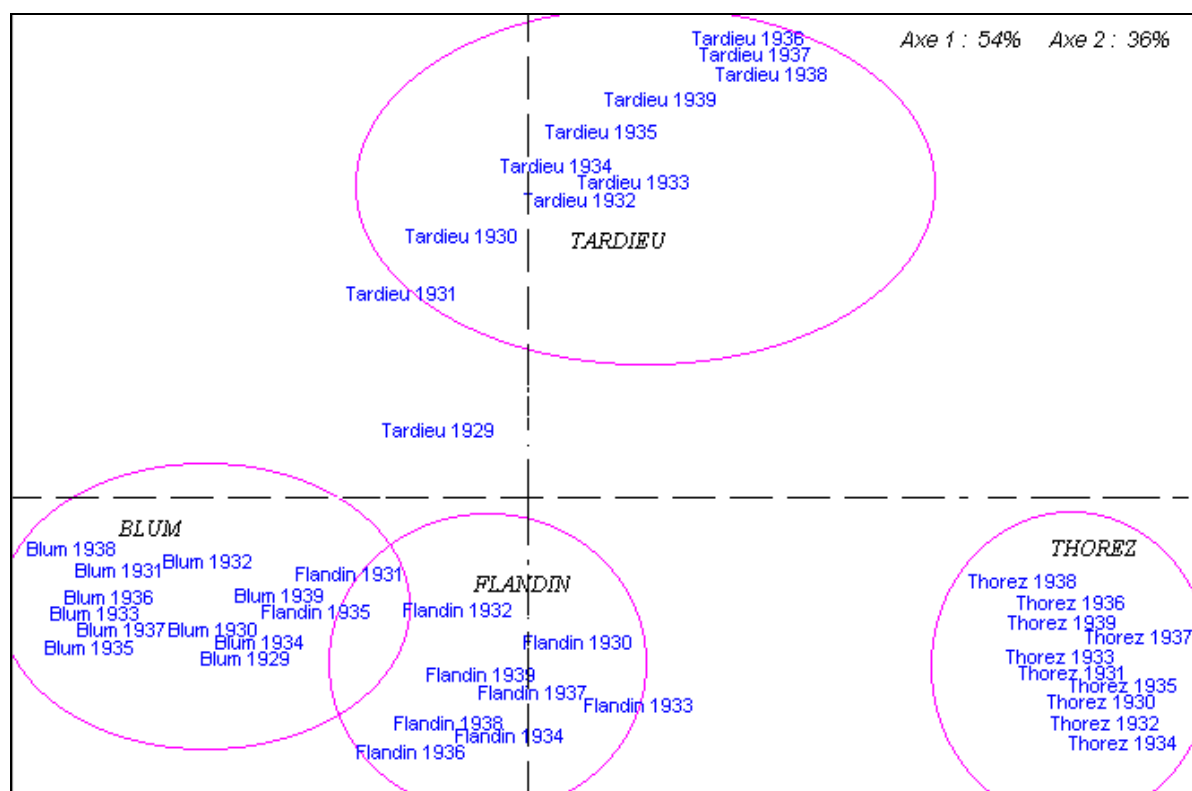 Axe 1 : 54% Axe 2 : 36%
Tardieu 1936
Tardieu 1937
Tardieu 1938
Tardieu 1939
Tardieu 1935
Tardieu 1934
Tardieu 1933
Tardieu 1932
Tardieu 1930
TARDIEU
Tardieu 1931
Tardieu 1929
BLUM
Blum 1938
Blum 1932
Blum 1931
Blum 1936
Blum 1939
Blum 1933
Blum 1937
Blum 1930
Blum 1934
Blum 1935
Blum 1929
FLANDIN
Flandin 1931
Flandin 1935
Flandin 1932
Flandin 1930
Flandin 1939
Flandin 1937
Flandin 1933
Flandin 1938
Flandin 1934
Flandin 1936
THOREZ
Thorez 1938
Thorez 1936
Thorez 1939
Thorez 1937
Thorez 1933
Thorez 1931
Thorez 1935
Thorez 1930
Thorez 1932
Thorez 1934